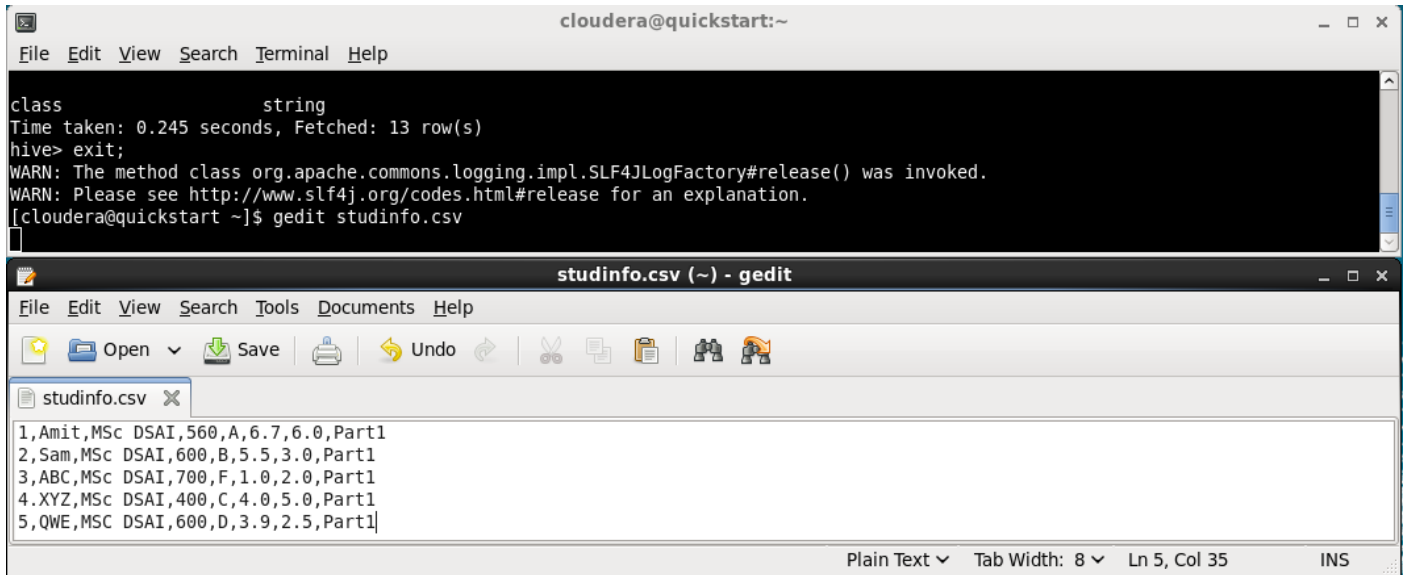 cloudera@quickstart:~
File Edit View Search Terminal Help
class string
Time taken: 0.245 seconds, Fetched: 13 row(s)
hive> exit;
WARN: The method class org.apache.commons.logging.impl.SLF4JLogFactory#release() was invoked.
WARN: Please see http://www.slf4j.org/codes.html#release for an explanation.
[cloudera@quickstart ~]$ gedit studinfo.csv
studinfo.csv (~) - gedit
File Edit View Search Tools Documents Help
Open Save Undo
studinfo.csv
1,Amit,MSc DSAI,560,A,6.7,6.0,Part1
2,Sam,MSc DSAI,600,B,5.5,3.0,Part1
3,ABC,MSc DSAI,700,F,1.0,2.0,Part1
4.XYZ,MSc DSAI,400,C,4.0,5.0,Part1
5,QWE,MSC DSAI,600,D,3.9,2.5,Part1
Plain Text Tab Width: 8 Ln 5, Col 35 INS